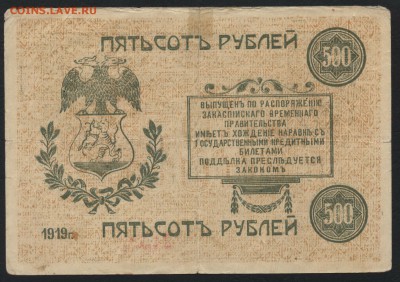 COINS.LAVE.RU
ПЯТЬСОТЪ РУБЛЕЙ
500
ВЫПУЩЕНЪ ПО РАСПОРЯЖЕНІЮ
ЗАКАСПІЙСКАГО ВРЕМЕННАГО
ПРАВИТЕЛЬСТВА
ИМѢЕТЪ ХОЖДЕНІЕ НАРАВНѢ СЪ
ГОСУДАРСТВЕННЫМИ КРЕДИТНЫМИ
БИЛЕТАМИ
ПОДДѢЛКА ПРЕСЛѢДУЕТСЯ
ЗАКОНОМЪ
1919г.
500
ПЯТЬСОТЪ РУБЛЕЙ